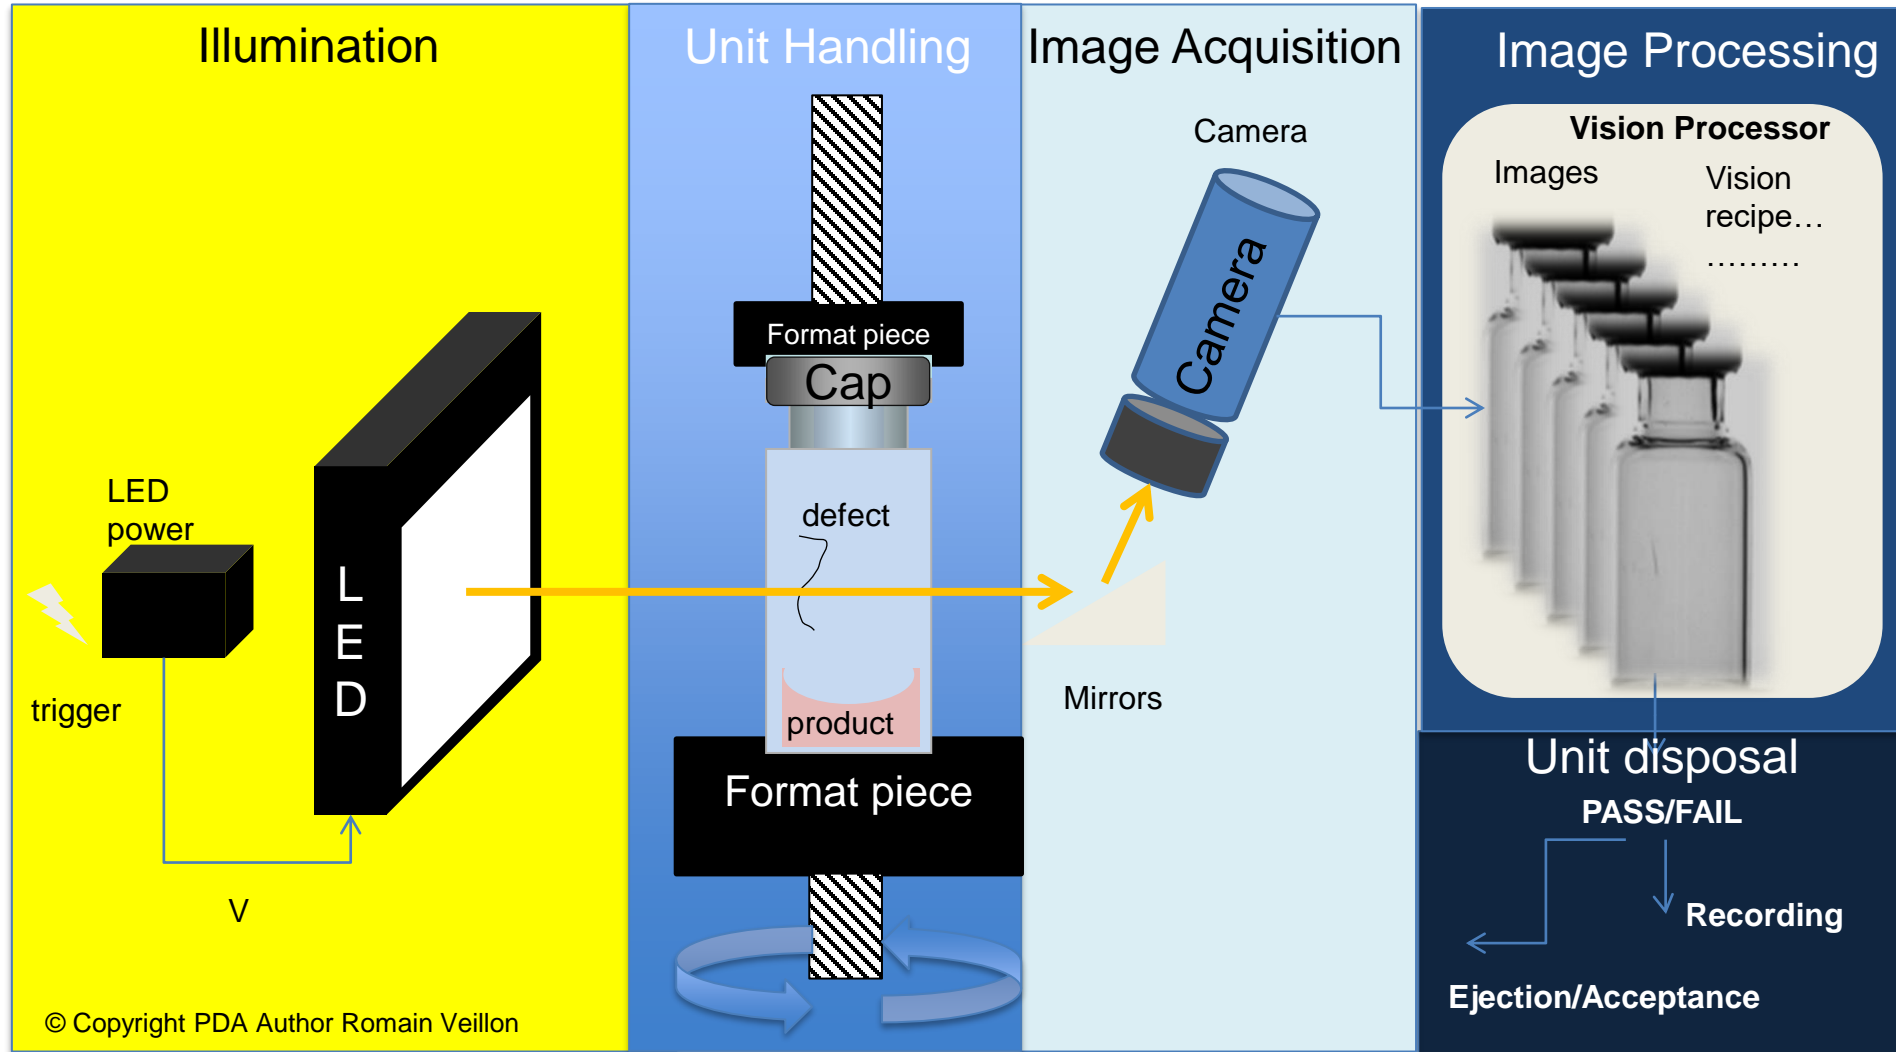 Illumination
LED
power
trigger
V
L
E
D
© Copyright PDA Author Romain Veillon
Unit Handling
Format piece
Cap
defect
product
Format piece
Image Acquisition
Camera
Camera
Mirrors
Image Processing
Vision Processor
Images
Vision
recipe…
………
Unit disposal
PASS/FAIL
Recording
Ejection/Acceptance